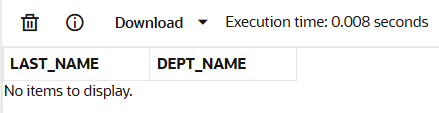 Download Execution time: 0.008 seconds
LAST_NAME DEPT_NAME
No items to display.